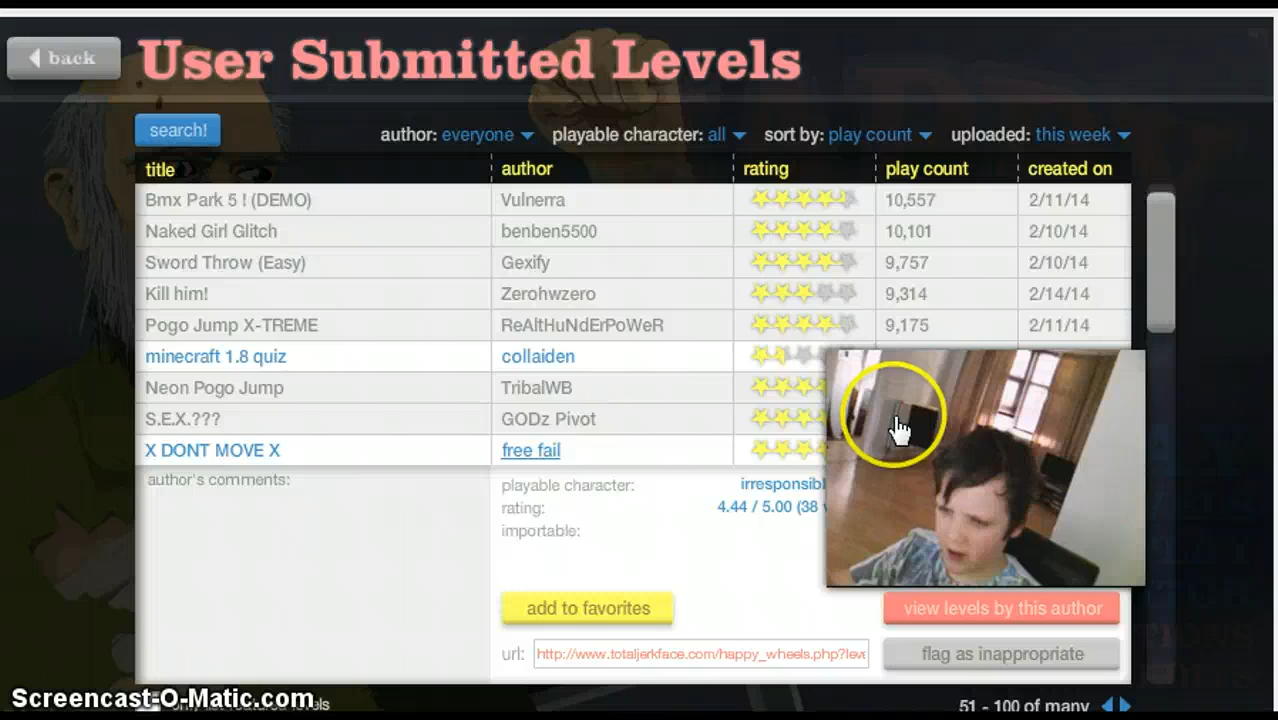 back
User Submitted Levels
search!
author: everyone playable character: all sort by: play count uploaded: this week
title author rating play count created on
Bmx Park 5 ! (DEMO) Vulnerra 10,557 2/11/14
Naked Girl Glitch benben5500 10,101 2/10/14
Sword Throw (Easy) Gexify 9,757 2/10/14
Kill him! Zerohwzero 9,314 2/14/14
Pogo Jump X-TREME ReAltHuNdErPoWeR 9,175 2/11/14
minecraft 1.8 quiz collaiden
Neon Pogo Jump TribalWB
S.E.X.??? GODz Pivot
X DONT MOVE X free fail
author's comments:
playable character: irresponsibl
rating: 4.44 / 5.00 (38
importable:
add to favorites view levels by this author
url: http://www.totaljerkface.com/happy_wheels.php?leve
flag as inappropriate
Screencast-O-Matic.com
levels
51 - 100 of many